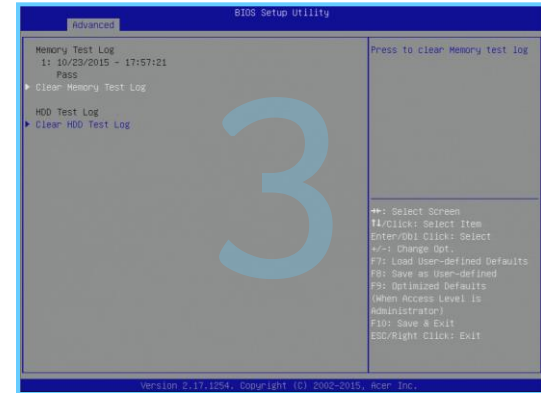 BIOS Setup Utility
Advanced
Memory Test Log
1: 10/23/2015 - 17:57:21
Pass
Clear Memory Test Log
HDD Test Log
Clear HDD Test Log
3
Press to clear Memory test log
→←: Select Screen
↑↓/Click: Select Item
Enter/Dbl Click: Select
+/-: Change Opt.
F7: Load User-defined Defaults
F8: Save as User-defined
F9: Optimized Defaults
(When Access Level is
Administrator)
F10: Save & Exit
ESC/Right Click: Exit
Version 2.17.1254. Copyright (C) 2002-2015, Acer Inc.